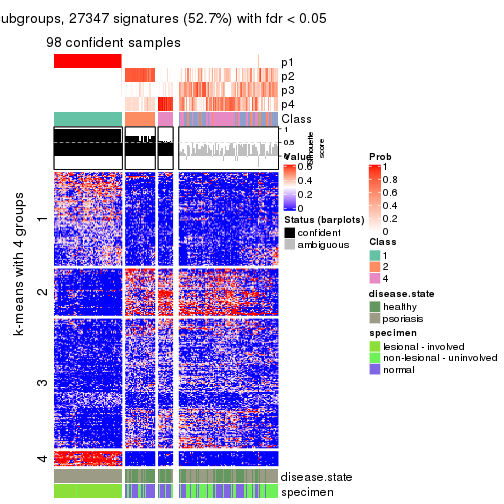 ubgroups, 27347 signatures (52.7%) with fdr < 0.05
98 confident samples
p1
p2
p3
p4
Class
1
0.5
Silhouette
score
k-means with 4 groups
1
2
3
4
disease.state
specimen
Value
0.6
0.4
0.2
0
Status (barplots)
confident
ambiguous
Prob
1
0.8
0.6
0.4
0.2
0
Class
1
2
4
disease.state
healthy
psoriasis
specimen
lesional - involved
non-lesional - uninvolved
normal